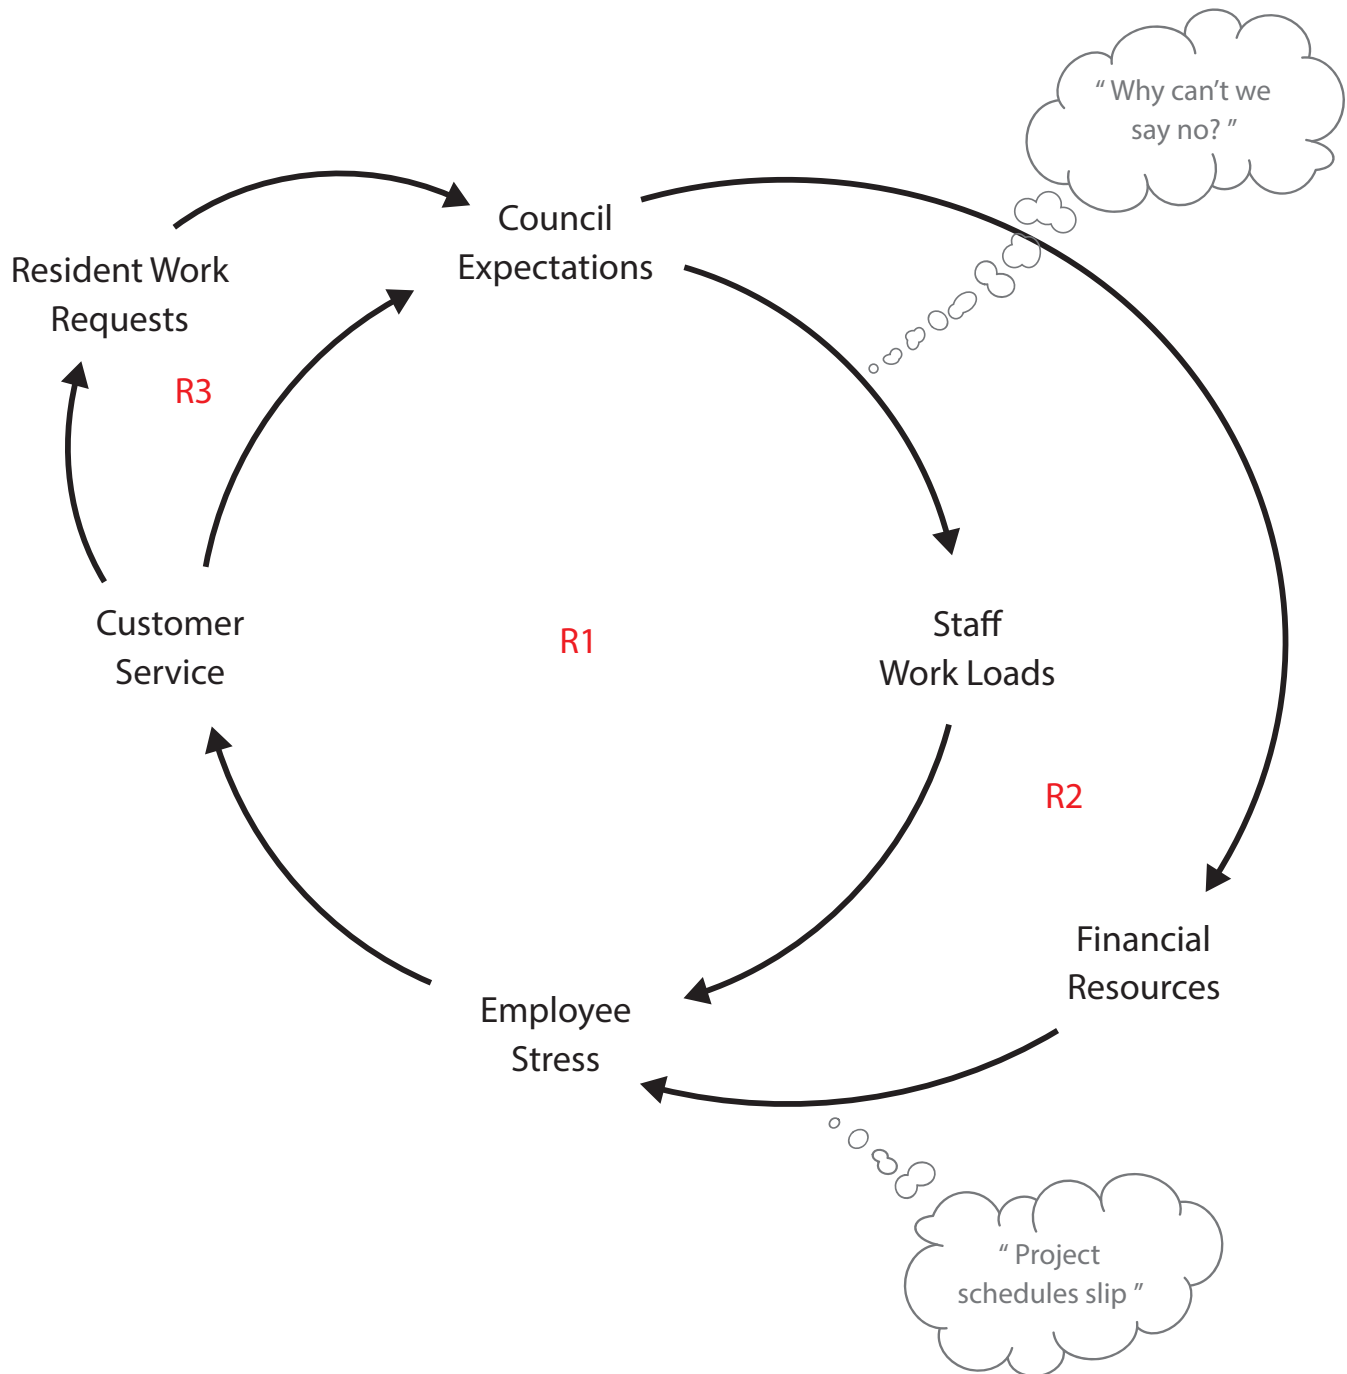 “ Why can’t we
say no? ”
Council
Expectations
Resident Work
Requests
R3
Customer
Service
R1
Staff
Work Loads
R2
Financial
Resources
Employee
Stress
“ Project
schedules slip ”